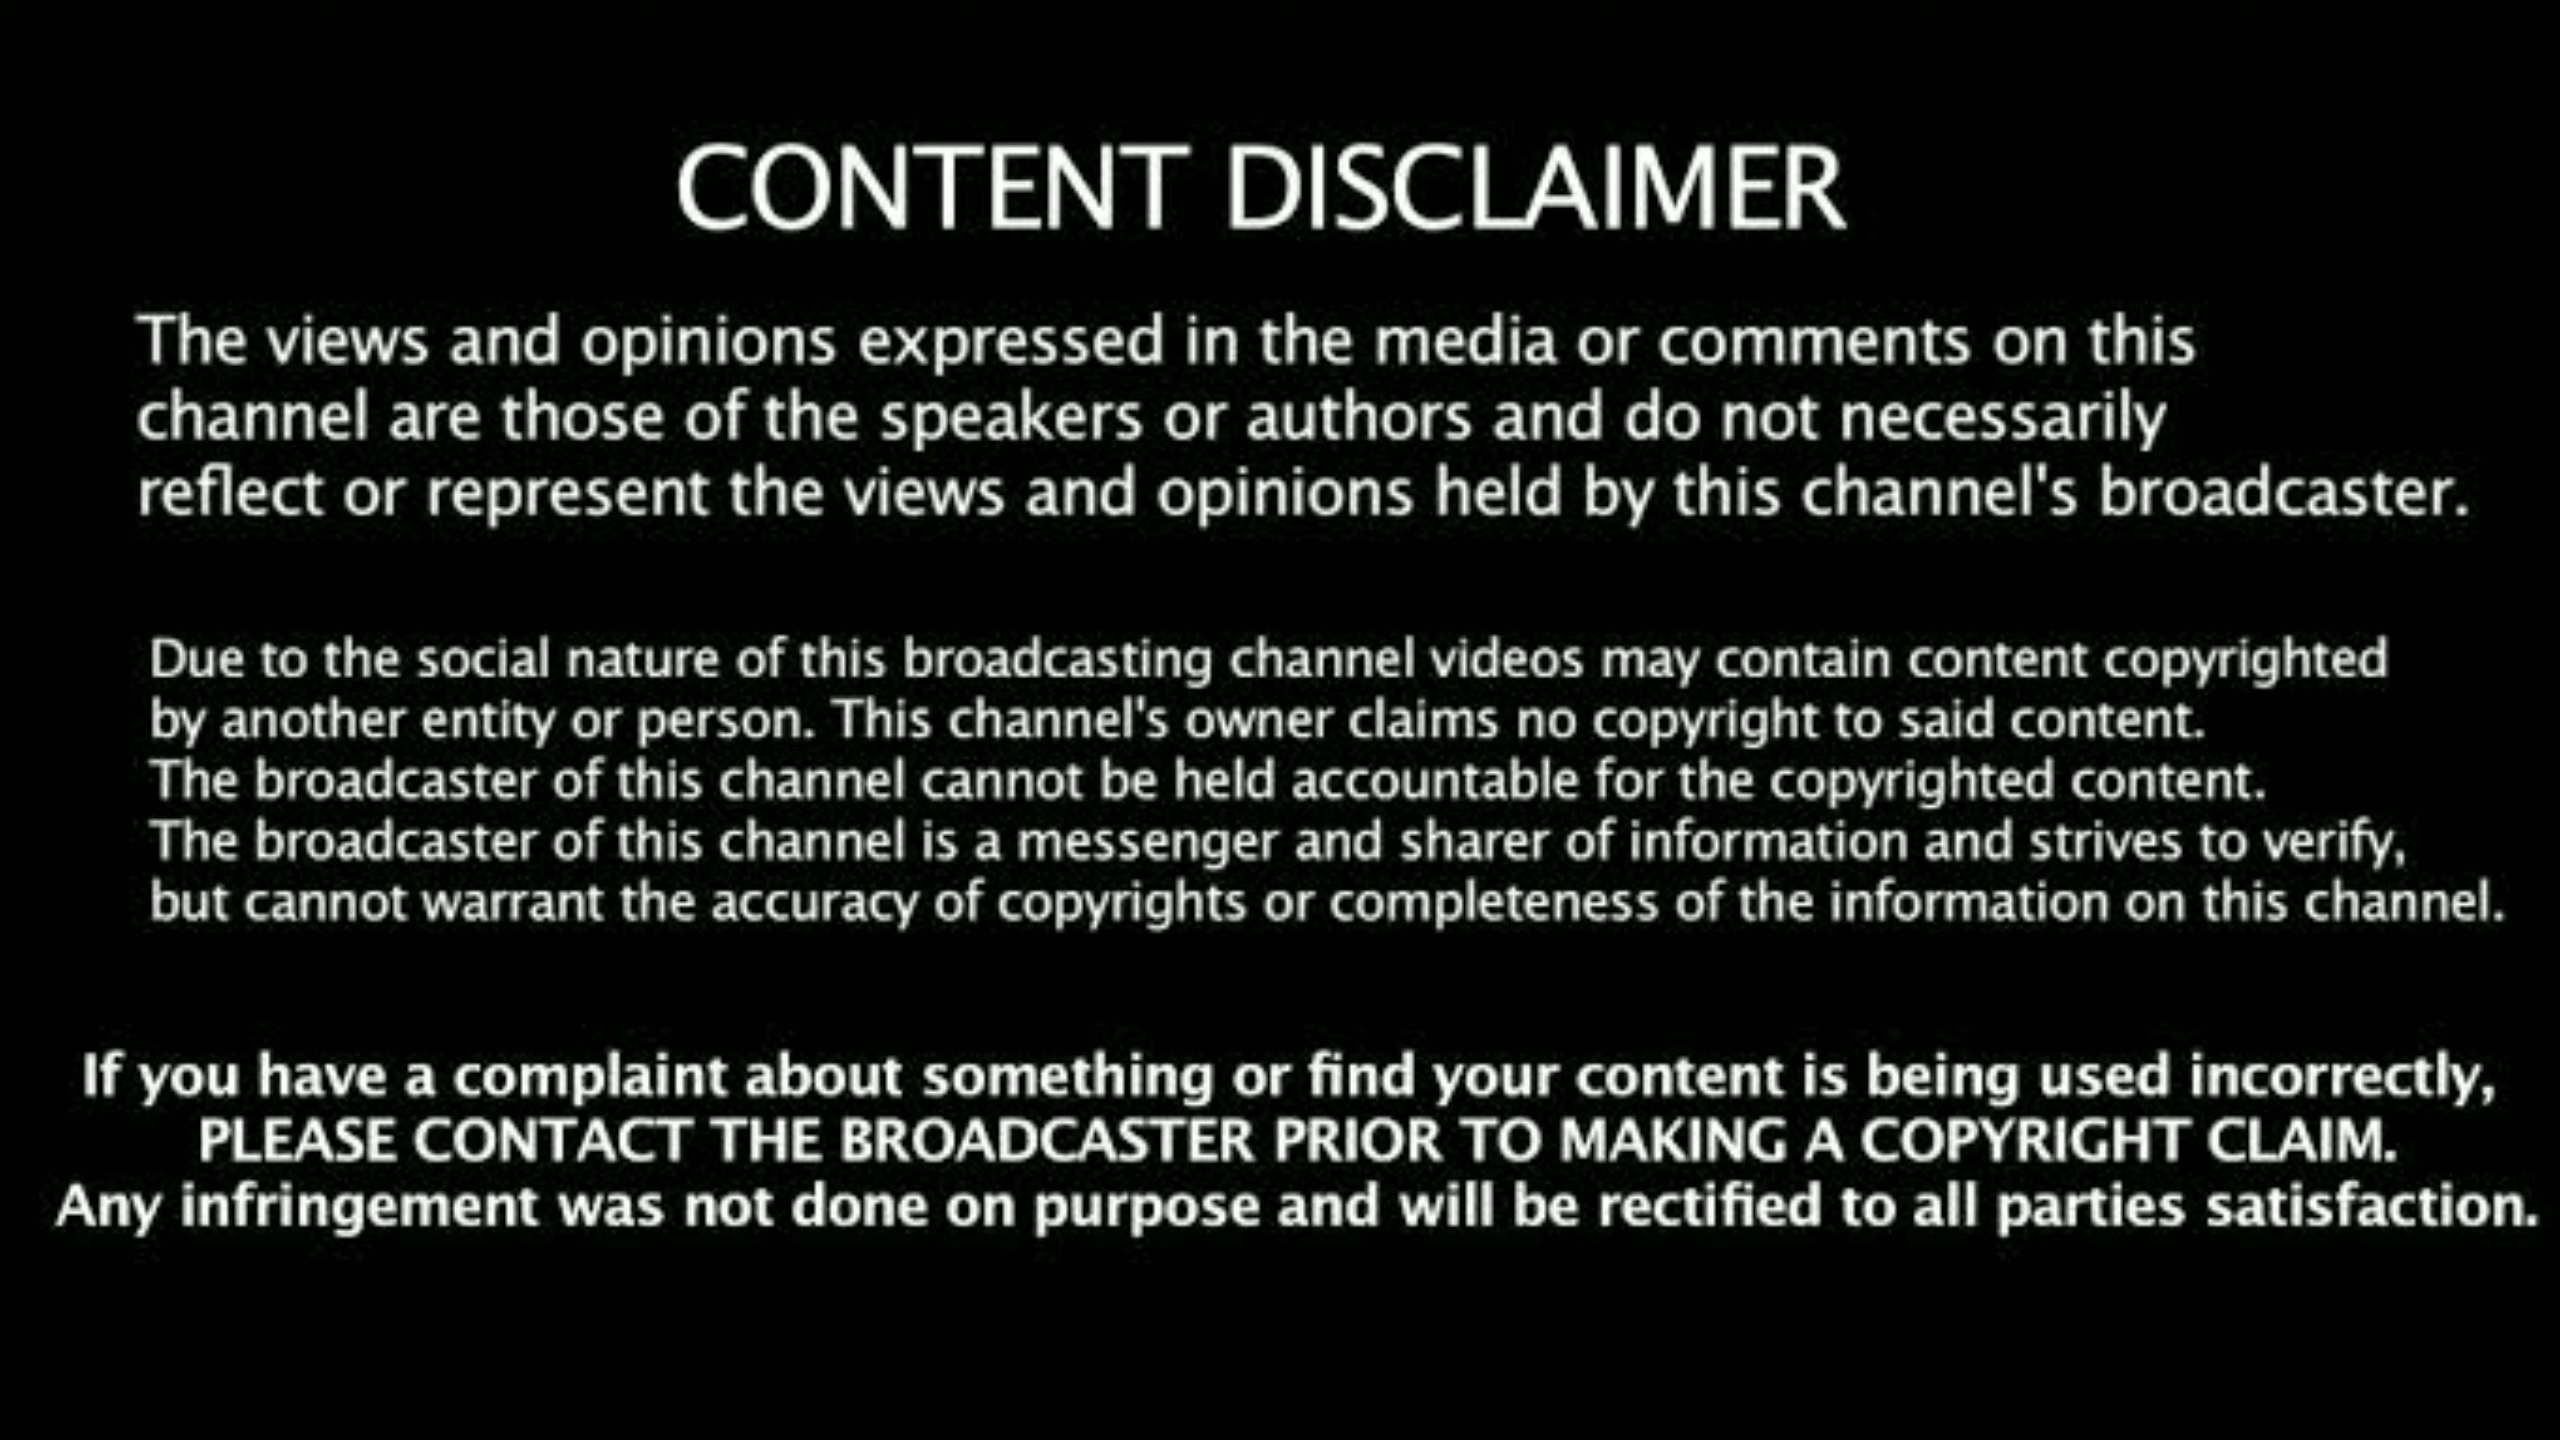 CONTENT DISCLAIMER
The views and opinions expressed in the media or comments on this
channel are those of the speakers or authors and do not necessarily
reflect or represent the views and opinions held by this channel's broadcaster.
Due to the social nature of this broadcasting channel videos may contain content copyrighted
by another entity or person. This channel's owner claims no copyright to said content.
The broadcaster of this channel cannot be held accountable for the copyrighted content.
The broadcaster of this channel is a messenger and sharer of information and strives to verify,
but cannot warrant the accuracy of copyrights or completeness of the information on this channel.
If you have a complaint about something or find your content is being used incorrectly,
PLEASE CONTACT THE BROADCASTER PRIOR TO MAKING A COPYRIGHT CLAIM.
Any infringement was not done on purpose and will be rectified to all parties satisfaction.